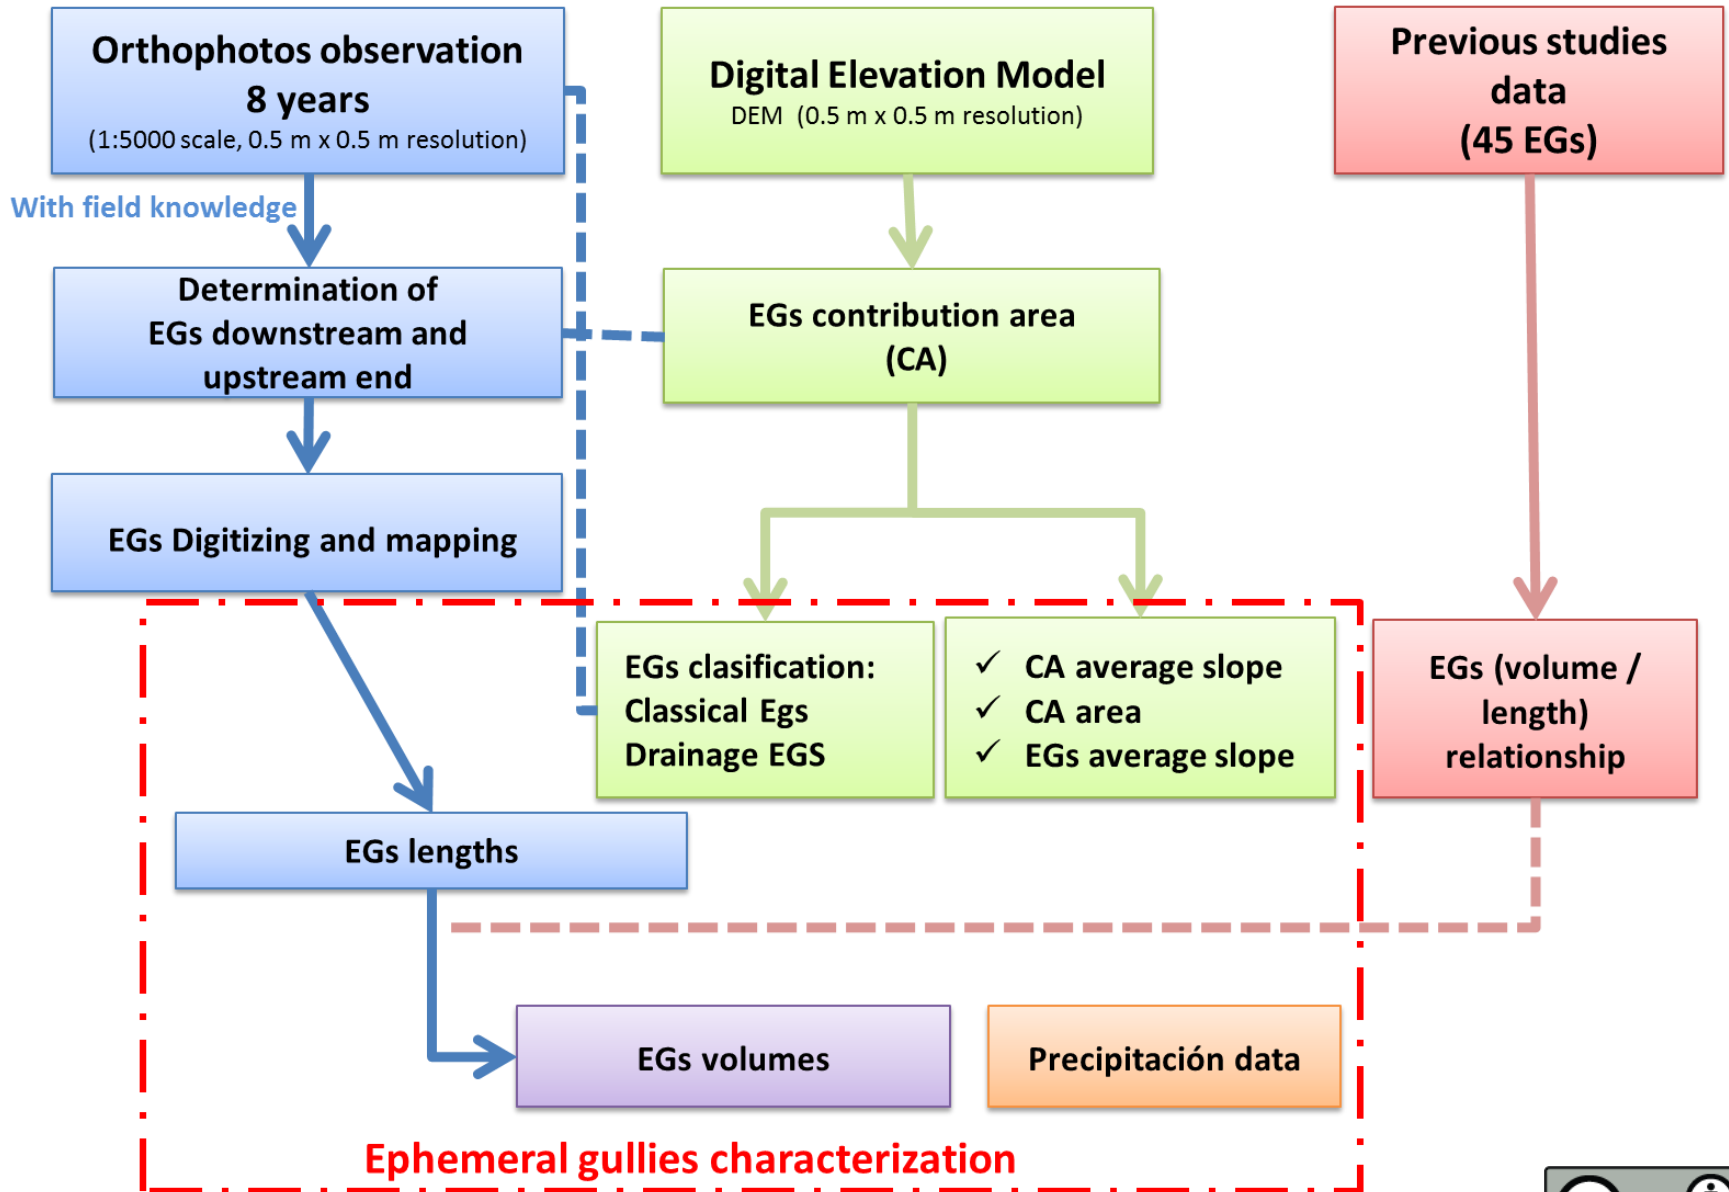 Orthophotos observation
8 years
(1:5000 scale, 0.5 m x 0.5 m resolution)
Digital Elevation Model
DEM (0.5 m x 0.5 m resolution)
Previous studies
data
(45 EGs)
With field knowledge
Determination of
EGs downstream and
upstream end
EGs contribution area
(CA)
EGs Digitizing and mapping
EGs clasification:
Classical Egs
Drainage EGS
✓ CA average slope
✓ CA area
✓ EGs average slope
EGs (volume /
length)
relationship
EGs lengths
EGs volumes
Precipitación data
Ephemeral gullies characterization